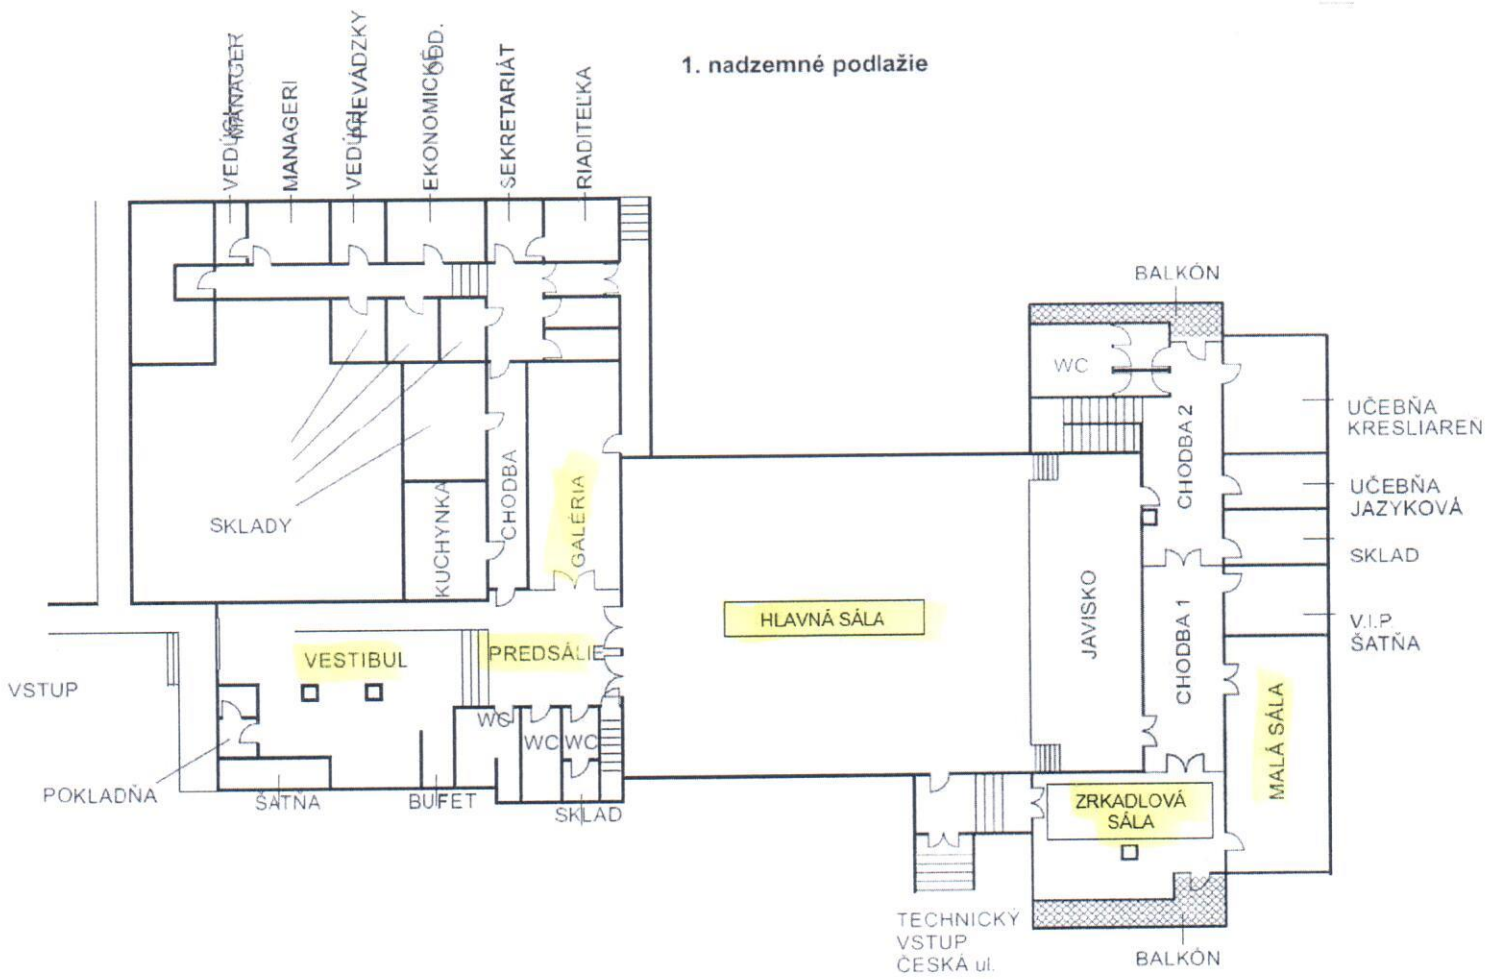 1. nadzemné podlažie
VEDÚCI MANAGER
MANAGERI
VEDÚCI PREVÁDZKY
EKONOMICKÉ ODD.
SEKRETARIÁT
RIADITEĽKA
BALKÓN
WC
CHODBA 2
UČEBŇA
KRESLIAREŇ
UČEBŇA
JAZYKOVÁ
SKLAD
V.I.P.
ŠATŇA
SKLADY
KUCHYNKA
CHODBA
GALÉRIA
HLAVNÁ SÁLA
JAVISKO
CHODBA 1
MALÁ SÁLA
VSTUP
VESTIBUL
PREDSÁLIE
WC
WC
WC
POKLADŇA
ŠATŇA
BUFET
SKLAD
ZRKADLOVÁ
SÁLA
TECHNICKÝ
VSTUP
ČESKÁ ul.
BALKÓN